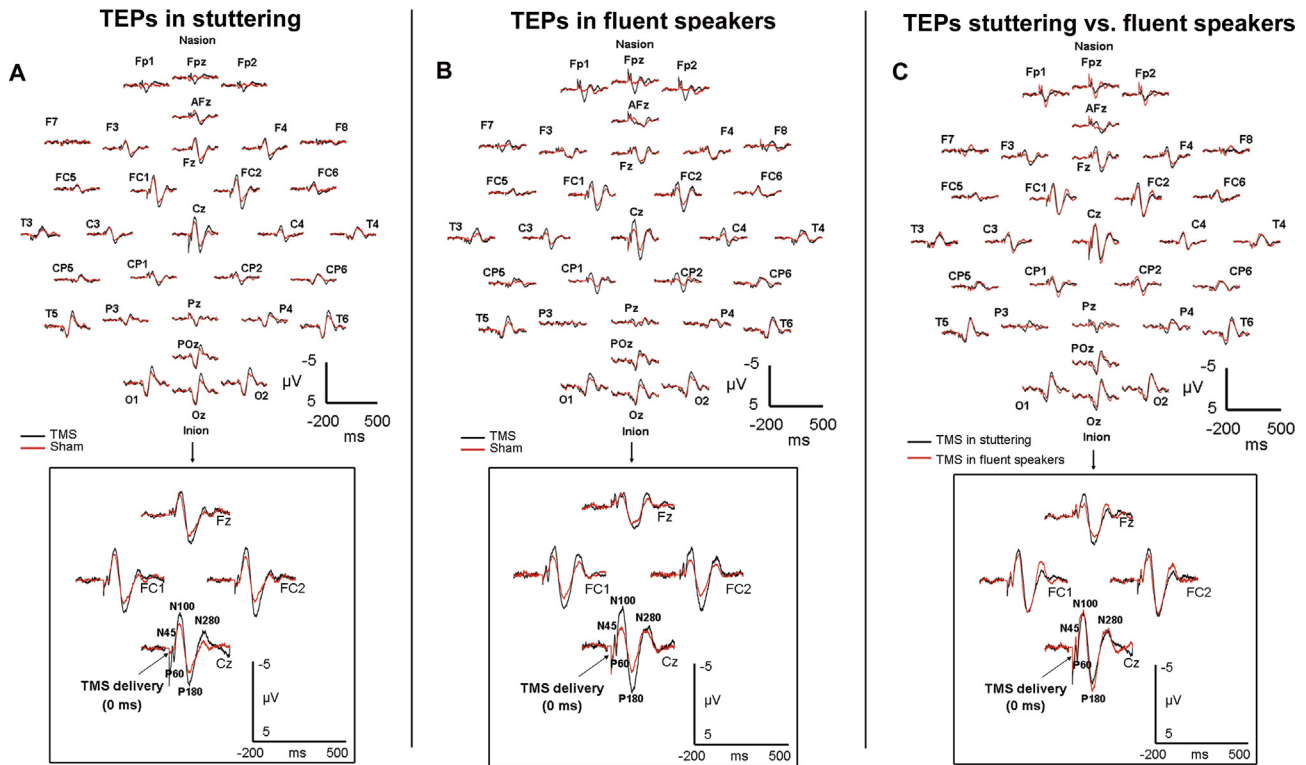 TEPs in stuttering
A
Nasion
Fp1 Fpz Fp2
AFz
F7 F3 Fz F4 F8
FC5 FC1 FC2 FC6
T3 C3 Cz C4 T4
CP5 CP1 CP2 CP6
T5 P3 Pz P4 T6
POz
O1 Oz O2
Inion
-5
µV
5
-200 500
ms
TMS
Sham
Fz
FC1 FC2
N100
N45 N280
Cz
P60
P180
TMS delivery
(0 ms)
-5
µV
5
-200 ms 500
TEPs in fluent speakers
B
Nasion
Fp1 Fpz Fp2
AFz
F7 F3 Fz F4 F8
FC5 FC1 FC2 FC6
T3 C3 Cz C4 T4
CP5 CP1 CP2 CP6
T5 P3 Pz P4 T6
POz
O1 Oz O2
Inion
-5
µV
5
-200 500
ms
TMS
Sham
Fz
FC1 FC2
N100
N45 N280
Cz
P60
P180
TMS delivery
(0 ms)
-5
µV
5
-200 ms 500
TEPs stuttering vs. fluent speakers
C
Nasion
Fp1 Fpz Fp2
AFz
F7 F3 Fz F4 F8
FC5 FC1 FC2 FC6
T3 C3 Cz C4 T4
CP5 CP1 CP2 CP6
T5 P3 Pz P4 T6
POz
O1 Oz O2
Inion
-5
µV
5
-200 500
ms
TMS in stuttering
TMS in fluent speakers
Fz
FC1 FC2
N100
N45 N280
Cz
P60
P180
TMS delivery
(0 ms)
-5
µV
5
-200 ms 500